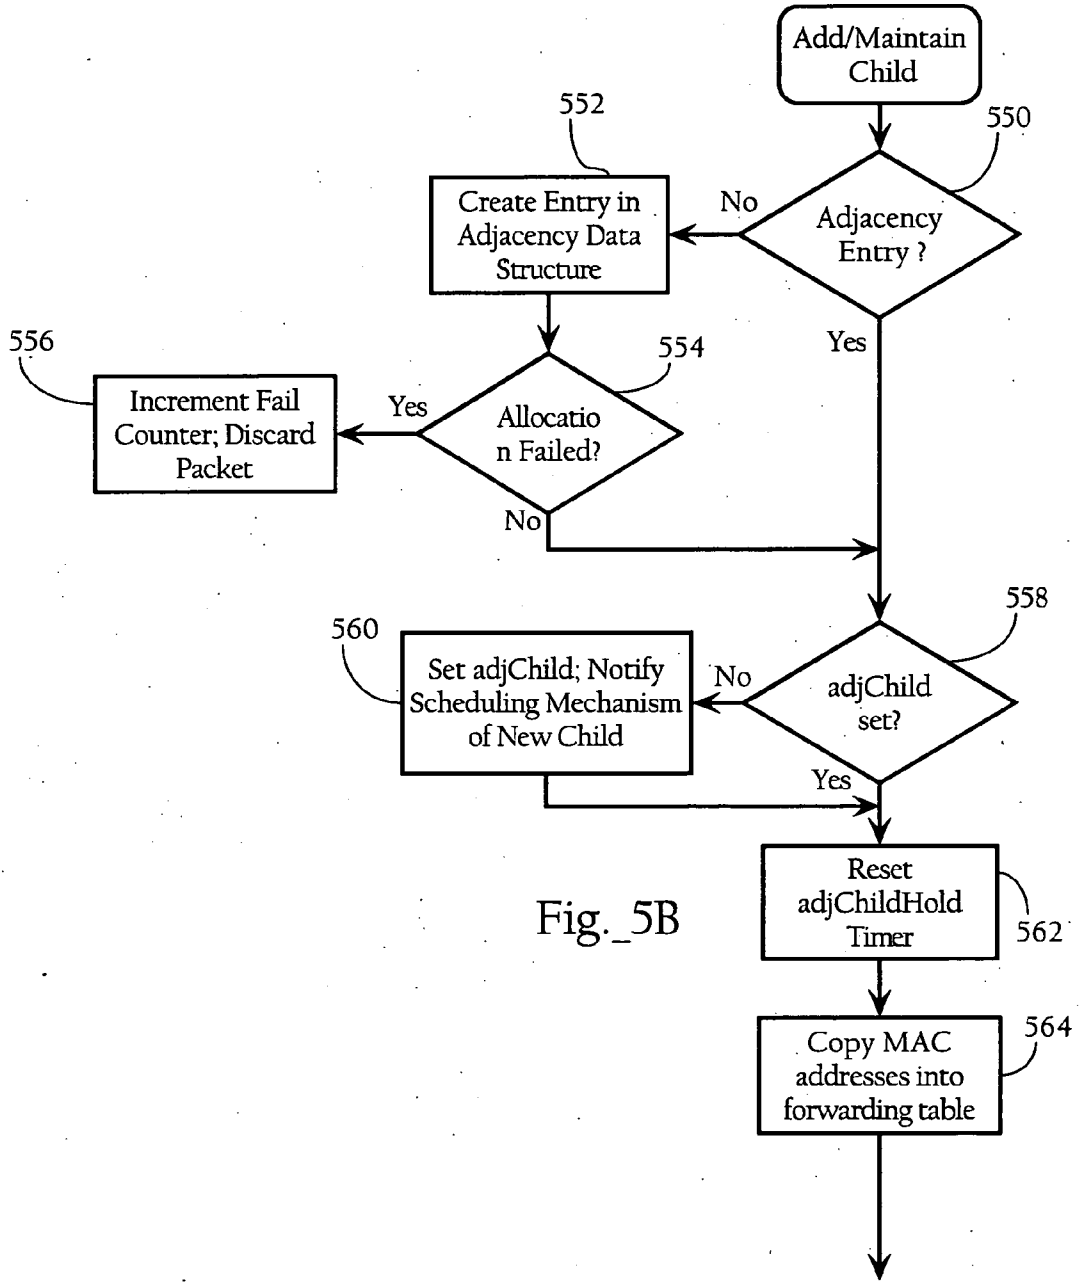 Add/Maintain
Child
550
552
Adjacency
Entry ?
No
Create Entry in
Adjacency Data
Structure
Yes
554
556
Allocatio
n Failed?
Yes
Increment Fail
Counter; Discard
Packet
No
558
adjChild
set?
No
560
Set adjChild; Notify
Scheduling Mechanism
of New Child
Yes
Reset
adjChildHold
Timer
562
Fig._5B
564
Copy MAC
addresses into
forwarding table